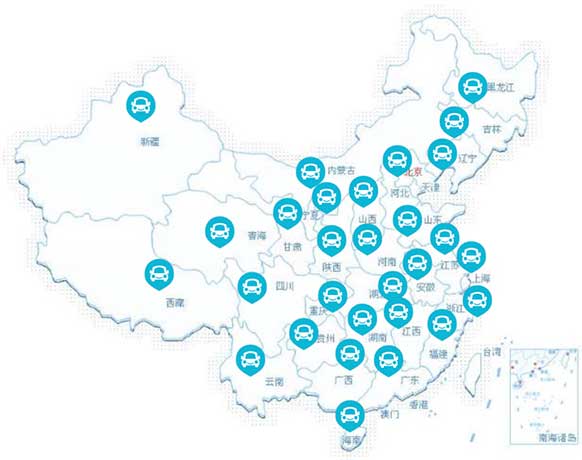 黑龙江
吉林
辽宁
新疆
内蒙古
北京
天津
河北
宁夏
山西
山东
青海
甘肃
陕西
河南
江苏
上海
安徽
西藏
四川
重庆
浙江
贵州
湖南
江西
福建
台湾
云南
广西
广东
香港
澳门
海南
南海诸岛